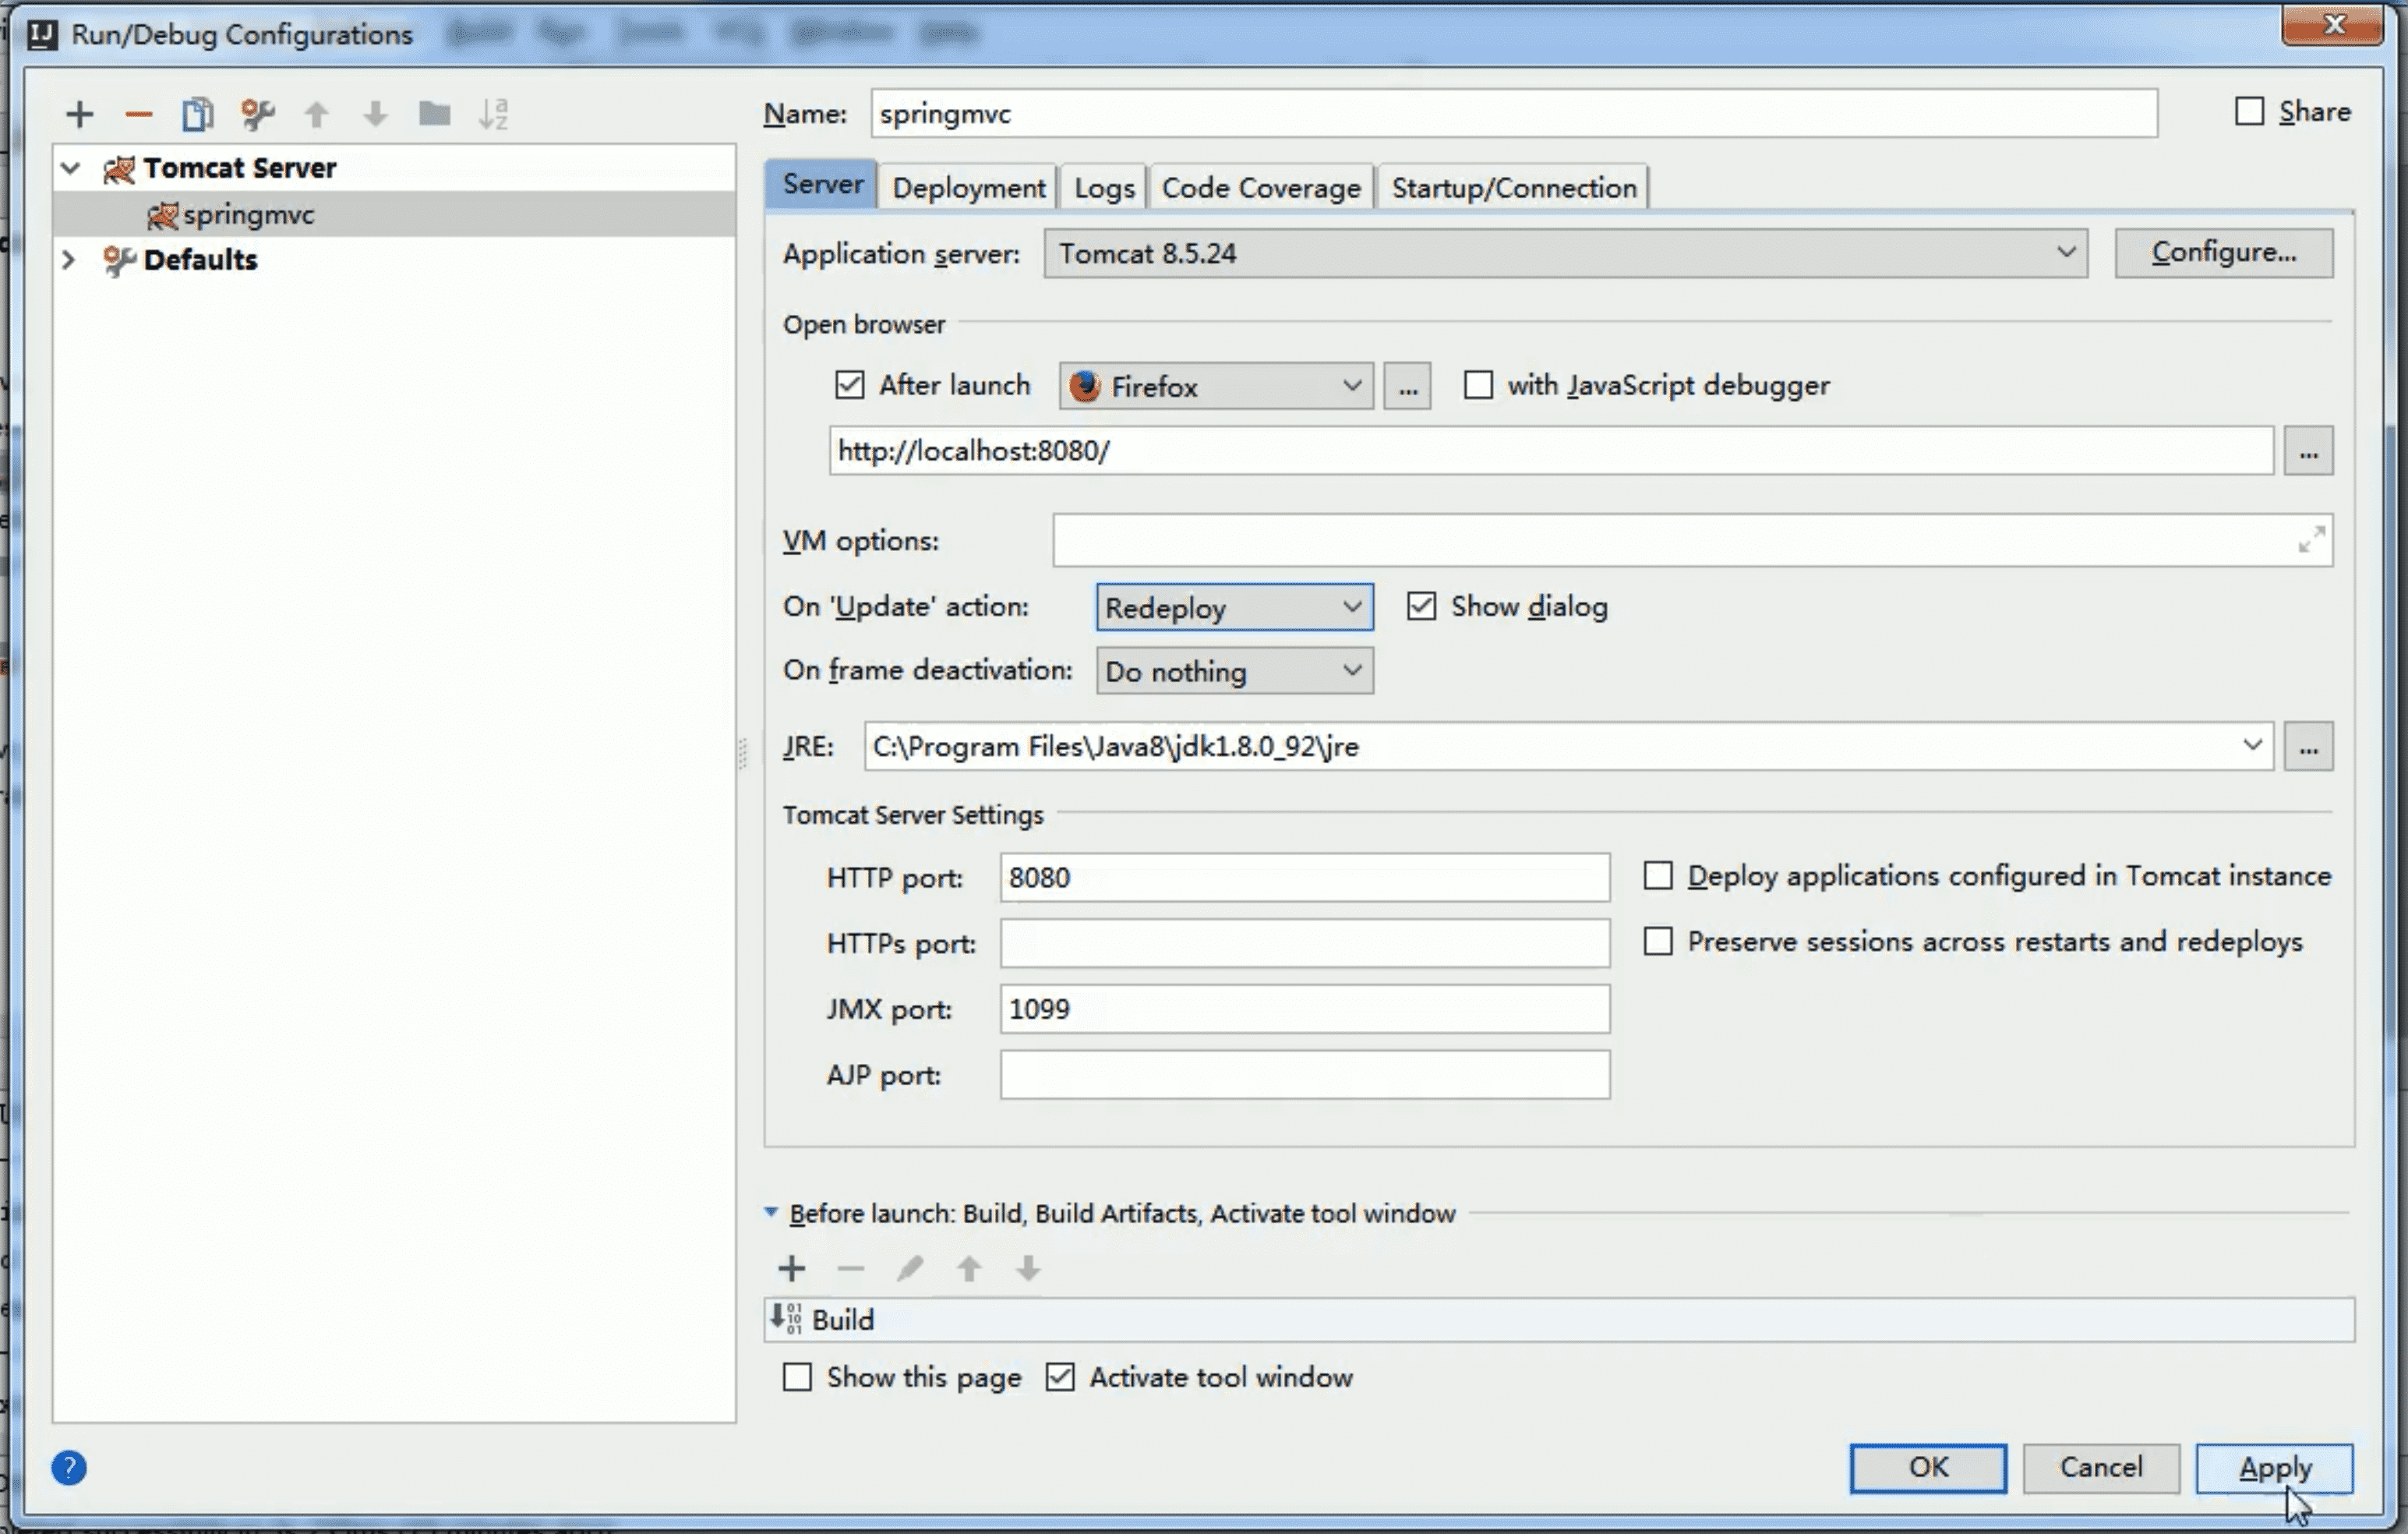 IJ Run/Debug Configurations
Name: springmvc Share
Tomcat Server
springmvc
Defaults
Server Deployment Logs Code Coverage Startup/Connection
Application server: Tomcat 8.5.24 Configure...
Open browser
After launch Firefox ... with JavaScript debugger
http://localhost:8080/ ...
VM options:
On 'Update' action: Redeploy Show dialog
On frame deactivation: Do nothing
JRE: C:\Program Files\Java8\jdk1.8.0_92\jre ...
Tomcat Server Settings
HTTP port: 8080 Deploy applications configured in Tomcat instance
HTTPs port: Preserve sessions across restarts and redeploys
JMX port: 1099
AJP port:
Before launch: Build, Build Artifacts, Activate tool window
Build
Show this page Activate tool window
? OK Cancel Apply